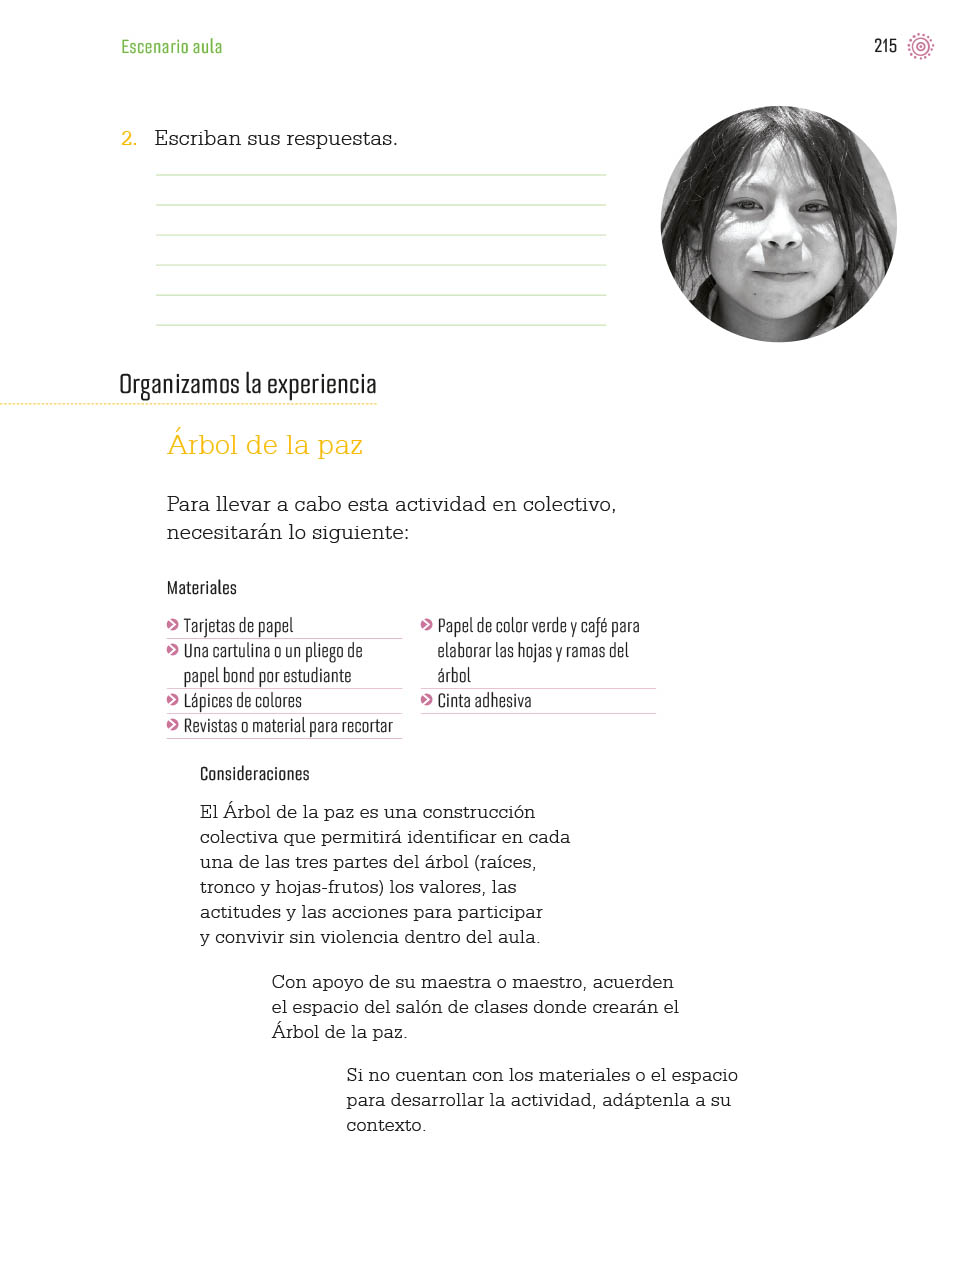 Escenario aula
215
2. Escriban sus respuestas.
Organizamos la experiencia
Árbol de la paz
Para llevar a cabo esta actividad en colectivo,
necesitarán lo siguiente:
Materiales
Tarjetas de papel
Una cartulina o un pliego de
papel bond por estudiante
Lápices de colores
Revistas o material para recortar
Papel de color verde y café para
elaborar las hojas y ramas del
árbol
Cinta adhesiva
Consideraciones
El Árbol de la paz es una construcción
colectiva que permitirá identificar en cada
una de las tres partes del árbol (raíces,
tronco y hojas-frutos) los valores, las
actitudes y las acciones para participar
y convivir sin violencia dentro del aula.
Con apoyo de su maestra o maestro, acuerden
el espacio del salón de clases donde crearán el
Árbol de la paz.
Si no cuentan con los materiales o el espacio
para desarrollar la actividad, adáptenla a su
contexto.